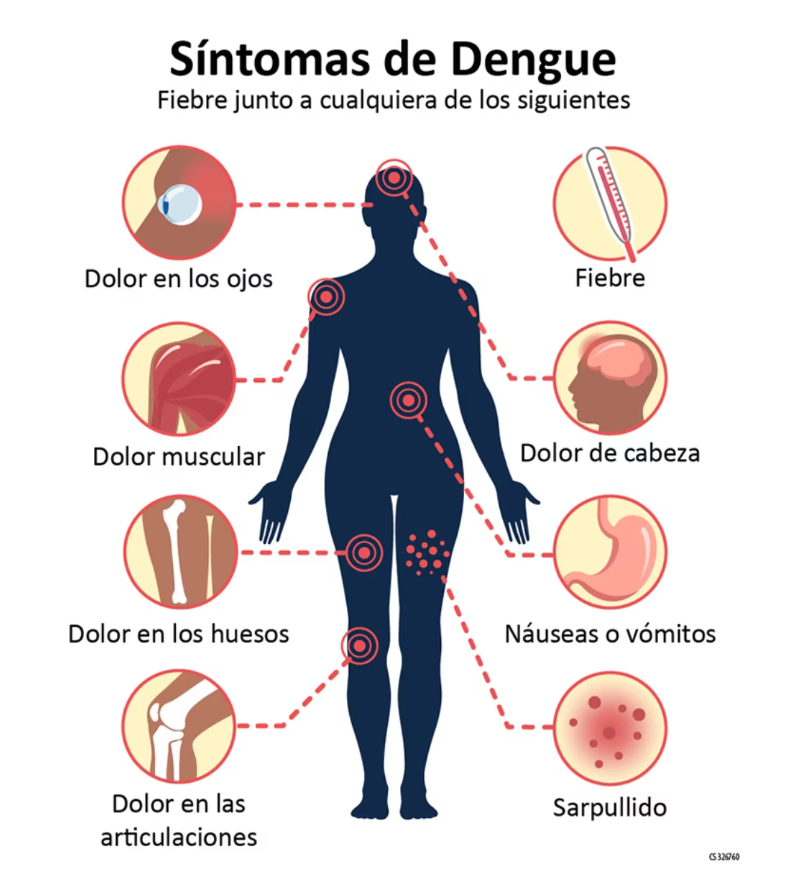 Síntomas de Dengue
Fiebre junto a cualquiera de los siguientes
Dolor en los ojos
Fiebre
Dolor muscular
Dolor de cabeza
Dolor en los huesos
Náuseas o vómitos
Dolor en las
articulaciones
Sarpullido
CS 326760